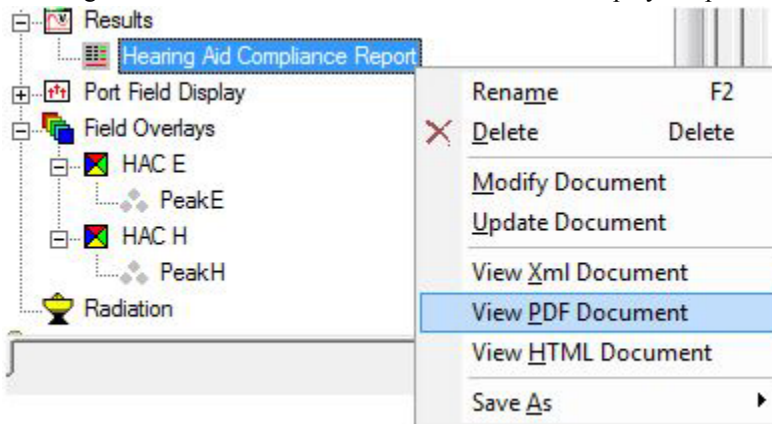 Results
Hearing Aid Compliance Report
Port Field Display
Field Overlays
HAC E
PeakE
HAC H
PeakH
Radiation
Rename F2
Delete Delete
Modify Document
Update Document
View Xml Document
View PDF Document
View HTML Document
Save As